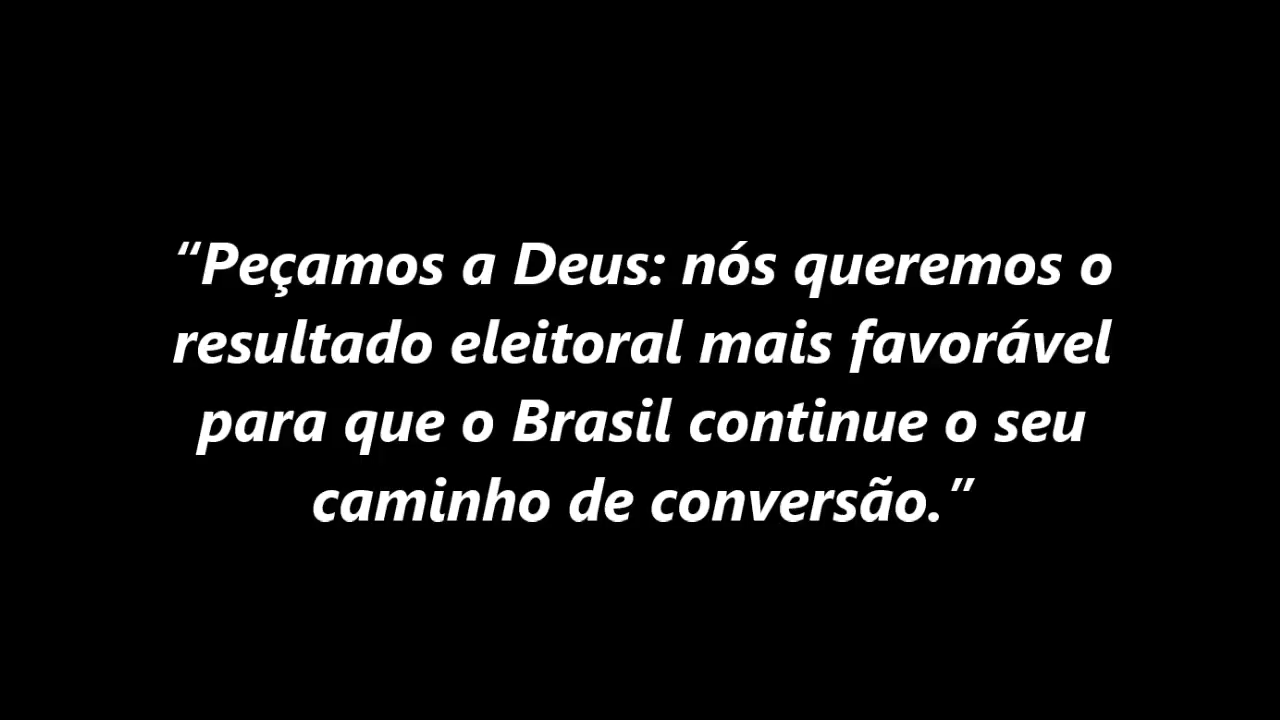 “Peçamos a Deus: nós queremos o
resultado eleitoral mais favorável
para que o Brasil continue o seu
caminho de conversão.”